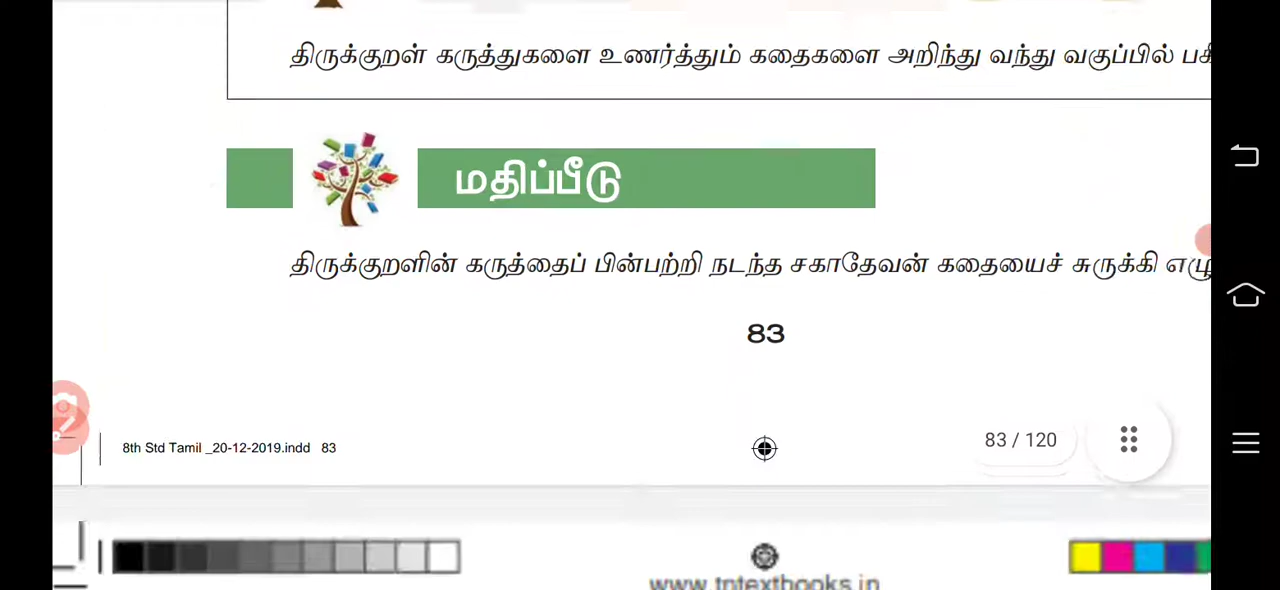 திருக்குறள் கருத்துகளை உணர்த்தும் கதைகளை அறிந்து வந்து வகுப்பில்
மதிப்பீடு
திருக்குறளின் கருத்தைப் பின்பற்றி நடந்த சகாதேவன் கதையைச் சுருக்கி
83
8th Std Tamil _20-12-2019.indd 83
83 / 120
www.tntextbooks.in